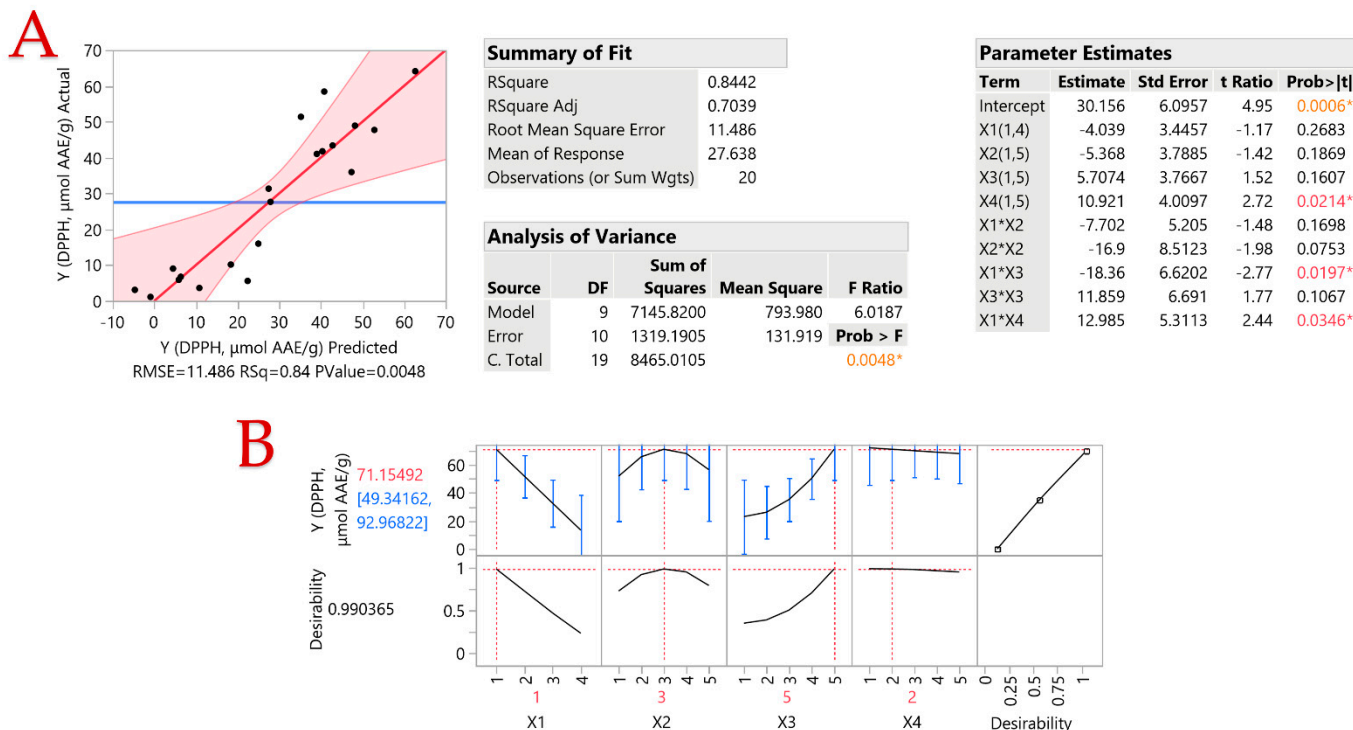 A
70
60
50
40
30
20
10
0
Y (DPPH, µmol AAE/g) Actual
-10 0 10 20 30 40 50 60 70
Y (DPPH, µmol AAE/g) Predicted
RMSE=11.486 RSq=0.84 PValue=0.0048
Summary of Fit
RSquare 0.8442
RSquare Adj 0.7039
Root Mean Square Error 11.486
Mean of Response 27.638
Observations (or Sum Wgts) 20
Analysis of Variance
Sum of
Source DF Squares Mean Square F Ratio
Model 9 7145.8200 793.980 6.0187
Error 10 1319.1905 131.919 Prob > F
C. Total 19 8465.0105 0.0048*
Parameter Estimates
Term Estimate Std Error t Ratio Prob>|t|
Intercept 30.156 6.0957 4.95 0.0006*
X1(1,4) -4.039 3.4457 -1.17 0.2683
X2(1,5) -5.368 3.7885 -1.42 0.1869
X3(1,5) 5.7074 3.7667 1.52 0.1607
X4(1,5) 10.921 4.0097 2.72 0.0214*
X1*X2 -7.702 5.205 -1.48 0.1698
X2*X2 -16.9 8.5123 -1.98 0.0753
X1*X3 -18.36 6.6202 -2.77 0.0197*
X3*X3 11.859 6.691 1.77 0.1067
X1*X4 12.985 5.3113 2.44 0.0346*
B
Y (DPPH,
µmol AAE/g)
71.15492
[49.34162,
92.96822]
60
40
20
0
Desirability
0.990365
1
0.5
0
1 2 3 4 1 2 3 4 5 1 2 3 4 5 1 2 3 4 5 0 0.25 0.5 0.75 1
1 3 5 2
X1 X2 X3 X4 Desirability